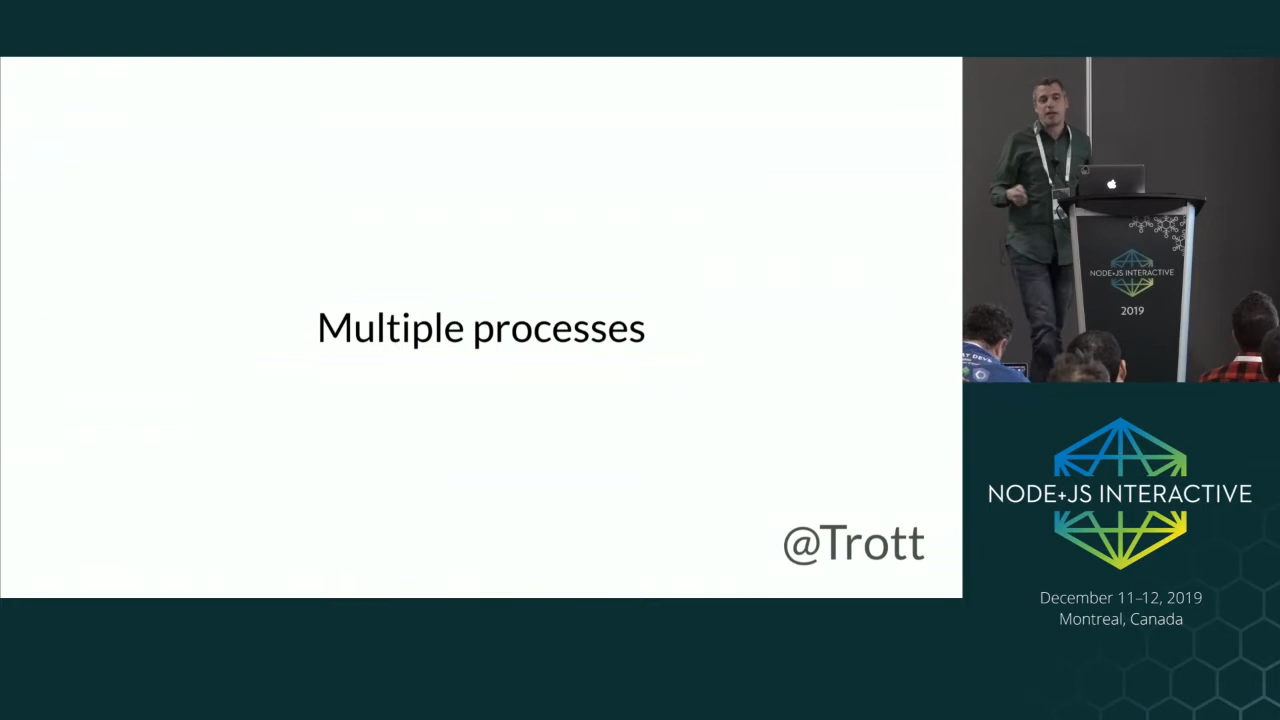 Multiple processes
@Trott
NODE+JS INTERACTIVE
2019
NODE+JS INTERACTIVE
December 11–12, 2019
Montreal, Canada